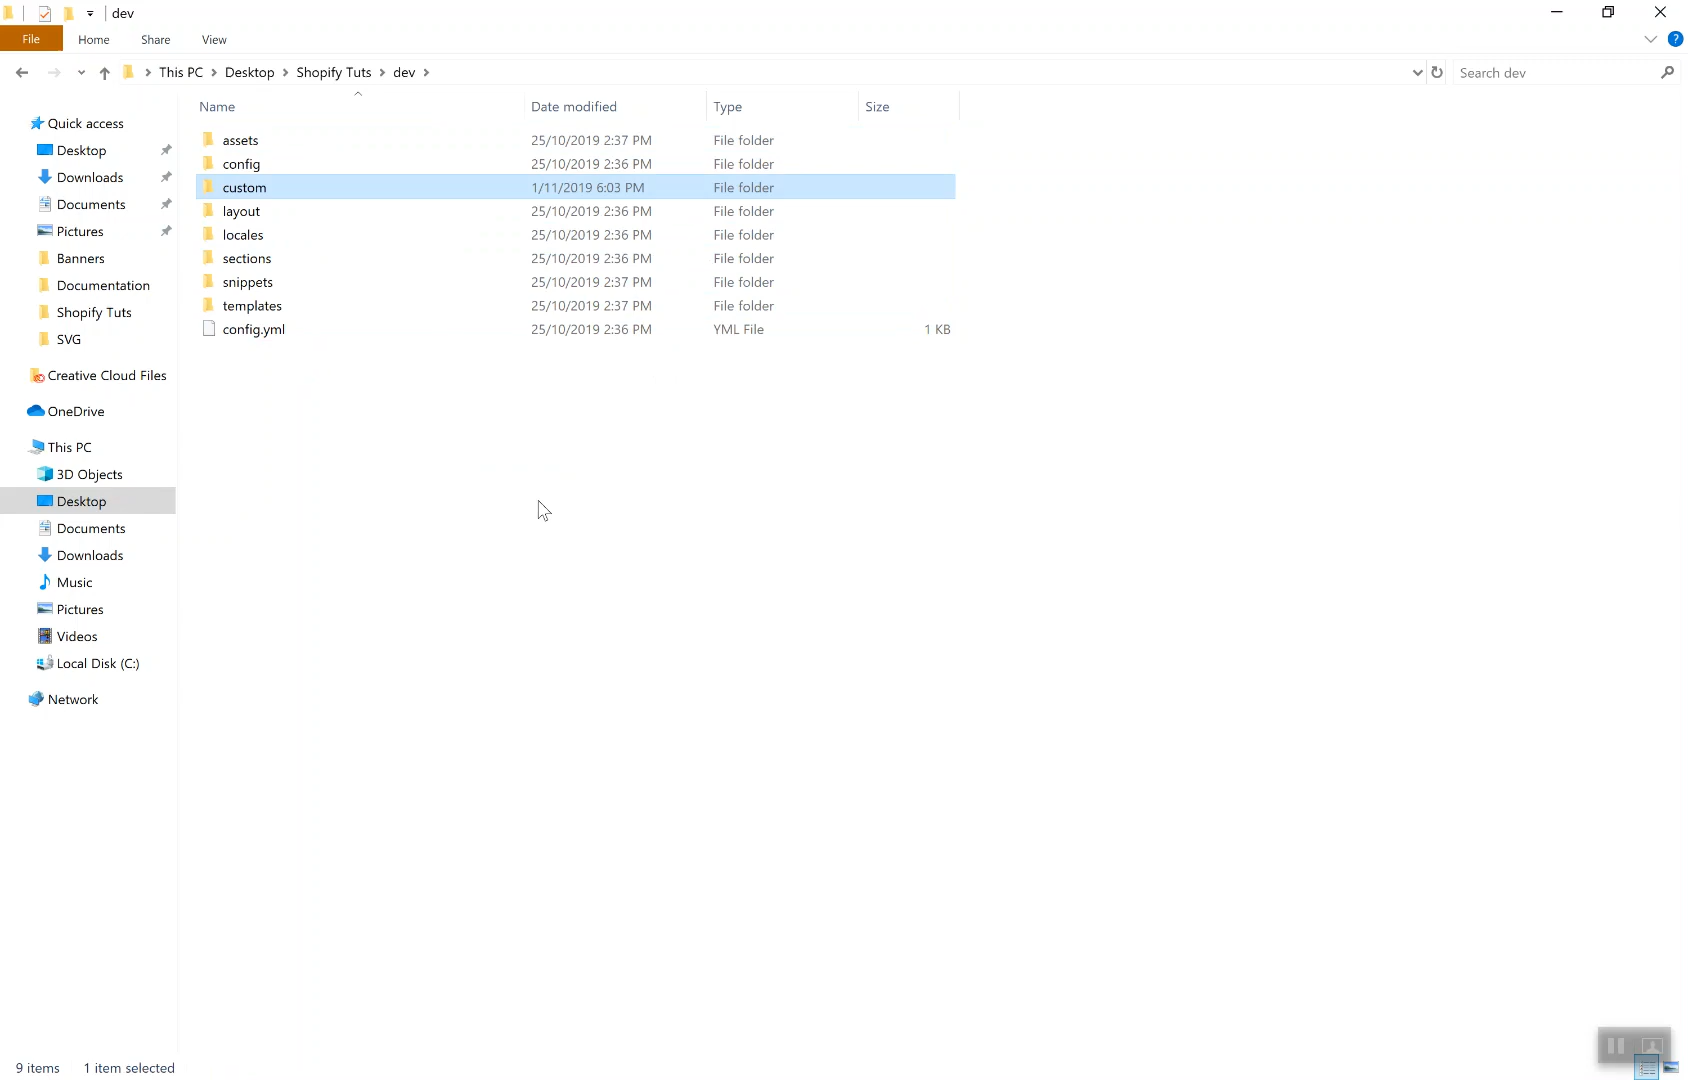 dev
File Home Share View
This PC Desktop Shopify Tuts dev Search dev
Name Date modified Type Size
assets 25/10/2019 2:37 PM File folder
config 25/10/2019 2:36 PM File folder
custom 1/11/2019 6:03 PM File folder
layout 25/10/2019 2:36 PM File folder
locales 25/10/2019 2:36 PM File folder
sections 25/10/2019 2:36 PM File folder
snippets 25/10/2019 2:37 PM File folder
templates 25/10/2019 2:37 PM File folder
config.yml 25/10/2019 2:36 PM YML File 1 KB
Quick access
Desktop
Downloads
Documents
Pictures
Banners
Documentation
Shopify Tuts
SVG
Creative Cloud Files
OneDrive
This PC
3D Objects
Desktop
Documents
Downloads
Music
Pictures
Videos
Local Disk (C:)
Network
9 items 1 item selected